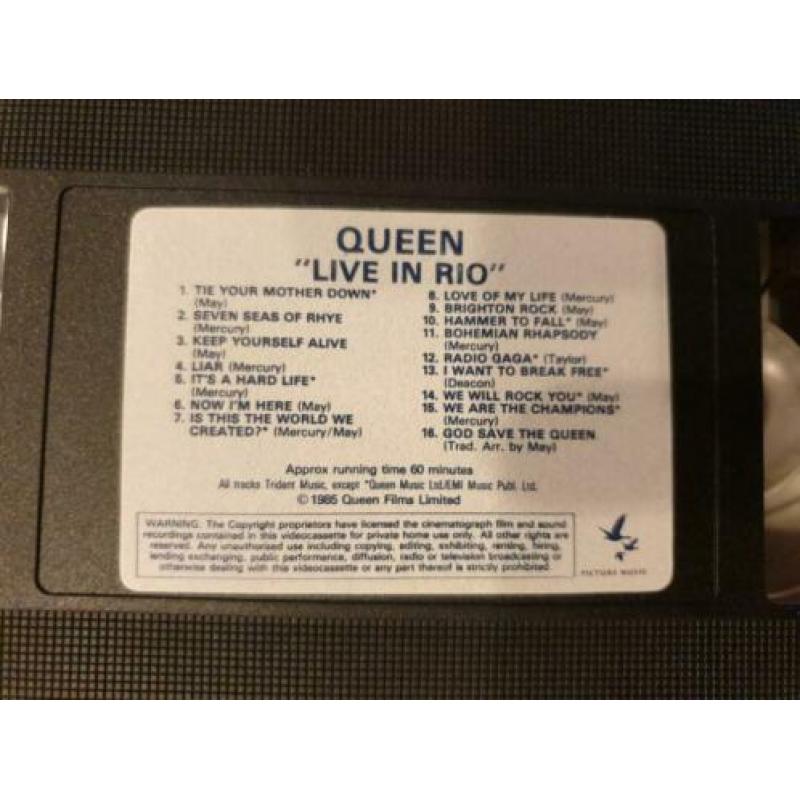 QUEEN
"LIVE IN RIO"
1. TIE YOUR MOTHER DOWN*
(May)
2. SEVEN SEAS OF RHYE
(Mercury)
3. KEEP YOURSELF ALIVE
(May)
4. LIAR (Mercury)
5. IT'S A HARD LIFE*
(Mercury)
6. NOW I'M HERE (May)
7. IS THIS THE WORLD WE
CREATED?* (Mercury/May)
8. LOVE OF MY LIFE (Mercury)
9. BRIGHTON ROCK (May)
10. HAMMER TO FALL* (May)
11. BOHEMIAN RHAPSODY
(Mercury)
12. RADIO GAGA* (Taylor)
13. I WANT TO BREAK FREE*
(Deacon)
14. WE WILL ROCK YOU* (May)
15. WE ARE THE CHAMPIONS*
(Mercury)
16. GOD SAVE THE QUEEN
(Trad. Arr. by May)
Approx running time 60 minutes
All tracks Trident Music, except *Queen Music Ltd./EMI Music Publ. Ltd.
© 1985 Queen Films Limited
WARNING. The Copyright proprietors have licensed the cinematograph film and sound
recordings contained in this videocassette for private home use only. All other rights are
reserved. Any unauthorised use including copying, editing, exhibiting, renting, hiring,
lending exchanging, public performance, diffusion, radio or television broadcasting or
otherwise dealing with this videocassette or any part thereof is strictly prohibited.
PICTURE MUSIC